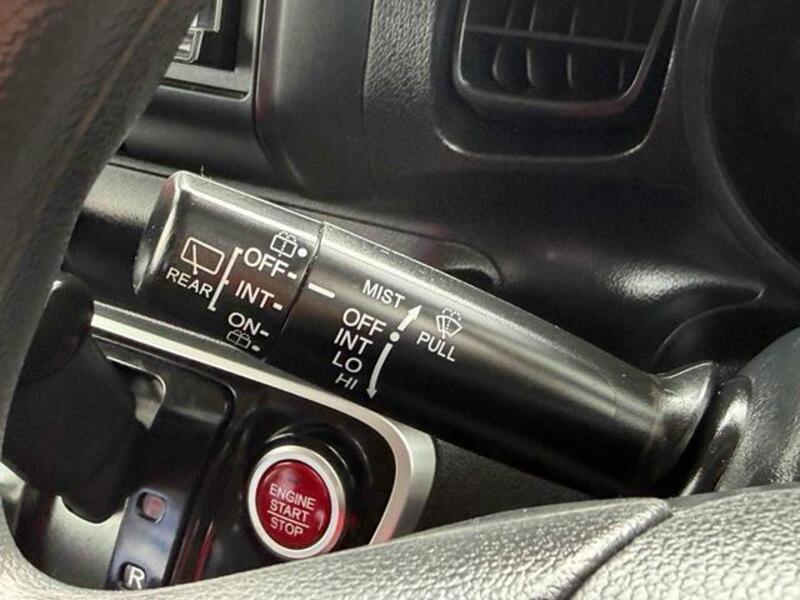 REAR
OFF
INT
ON
MIST
OFF
INT
LO
HI
PULL
ENGINE
START
STOP
R